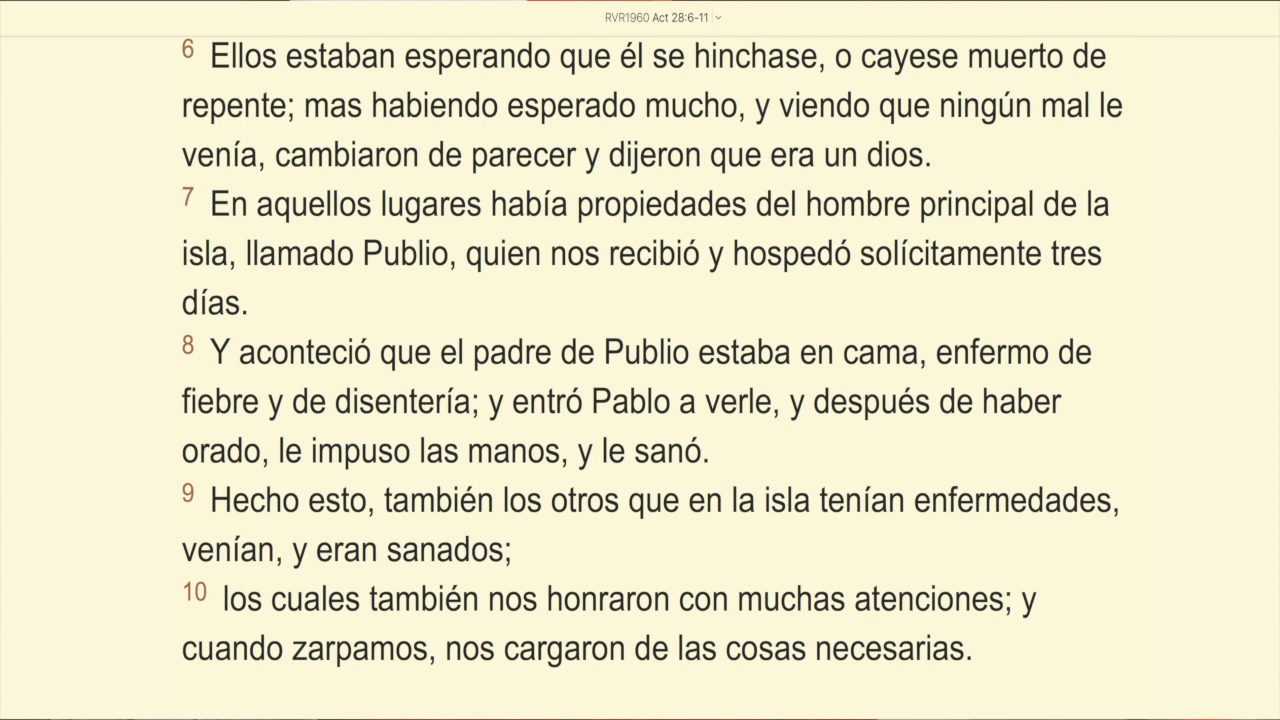 RVR1960 Act 28:6-11
6 Ellos estaban esperando que él se hinchase, o cayese muerto de
repente; mas habiendo esperado mucho, y viendo que ningún mal le
venía, cambiaron de parecer y dijeron que era un dios.
7 En aquellos lugares había propiedades del hombre principal de la
isla, llamado Publio, quien nos recibió y hospedó solícitamente tres
días.
8 Y aconteció que el padre de Publio estaba en cama, enfermo de
fiebre y de disentería; y entró Pablo a verle, y después de haber
orado, le impuso las manos, y le sanó.
9 Hecho esto, también los otros que en la isla tenían enfermedades,
venían, y eran sanados;
10 los cuales también nos honraron con muchas atenciones; y
cuando zarpamos, nos cargaron de las cosas necesarias.